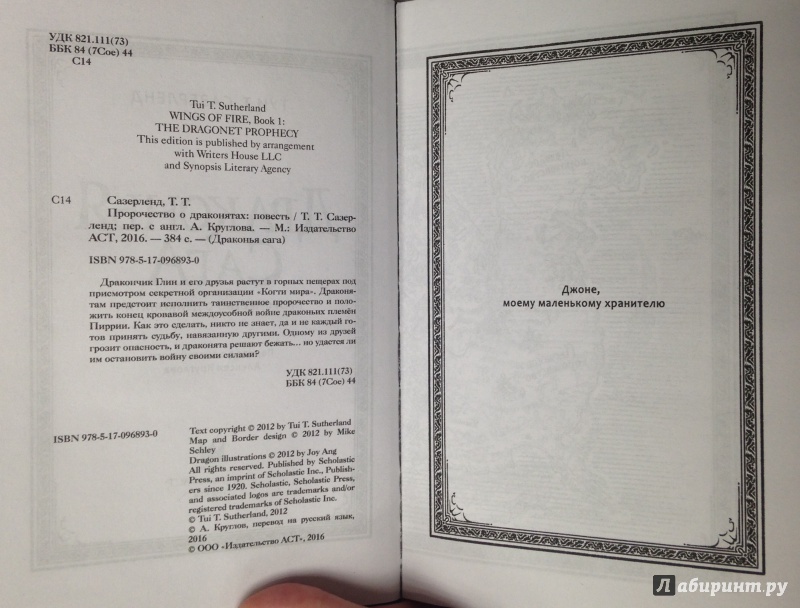 УДК 821.111(73)
ББК 84 (7Сое) 44
С14
Tui T. Sutherland
WINGS OF FIRE, Book 1:
THE DRAGONET PROPHECY
This edition is published by arrangement
with Writers House LLC
and Synopsis Literary Agency
Сазерленд, Т. Т.
С14 Пророчество о драконятах: повесть / Т. Т. Сазер-
ленд; пер. с англ. А. Круглова. — М.: Издательство
АСТ, 2016. — 384 с. — (Драконья сага)
ISBN 978-5-17-096893-0
Дракончик Глин и его друзья растут в горных пещерах под
присмотром секретной организации «Когти мира». Драконя-
там предстоит исполнить таинственное пророчество и поло-
жить конец кровавой междоусобной войне драконьих племён
Пиррии. Как это сделать, никто не знает, да и не каждый го-
тов принять судьбу, навязанную другими. Одному из друзей
грозит опасность, и драконята решают бежать... но удастся ли
им остановить войну своими силами?
УДК 821.111(73)
ББК 84 (7Сое) 44
ISBN 978-5-17-096893-0
Text copyright © 2012 by Tui T. Sutherland
Map and Border design © 2012 by Mike
Schley
Dragon illustrations © 2012 by Joy Ang
All rights reserved. Published by Scholastic
Press, an imprint of Scholastic Inc., Publish-
ers since 1920. Scholastic, Scholastic Press,
and associated logos are trademarks and/or
registered trademarks of Scholastic Inc.
© Tui T. Sutherland, 2012
© А. Круглов, перевод на русский язык,
2016
© ООО «Издательство АСТ», 2016
Джоне,
моему маленькому хранителю
Лабиринт.ру